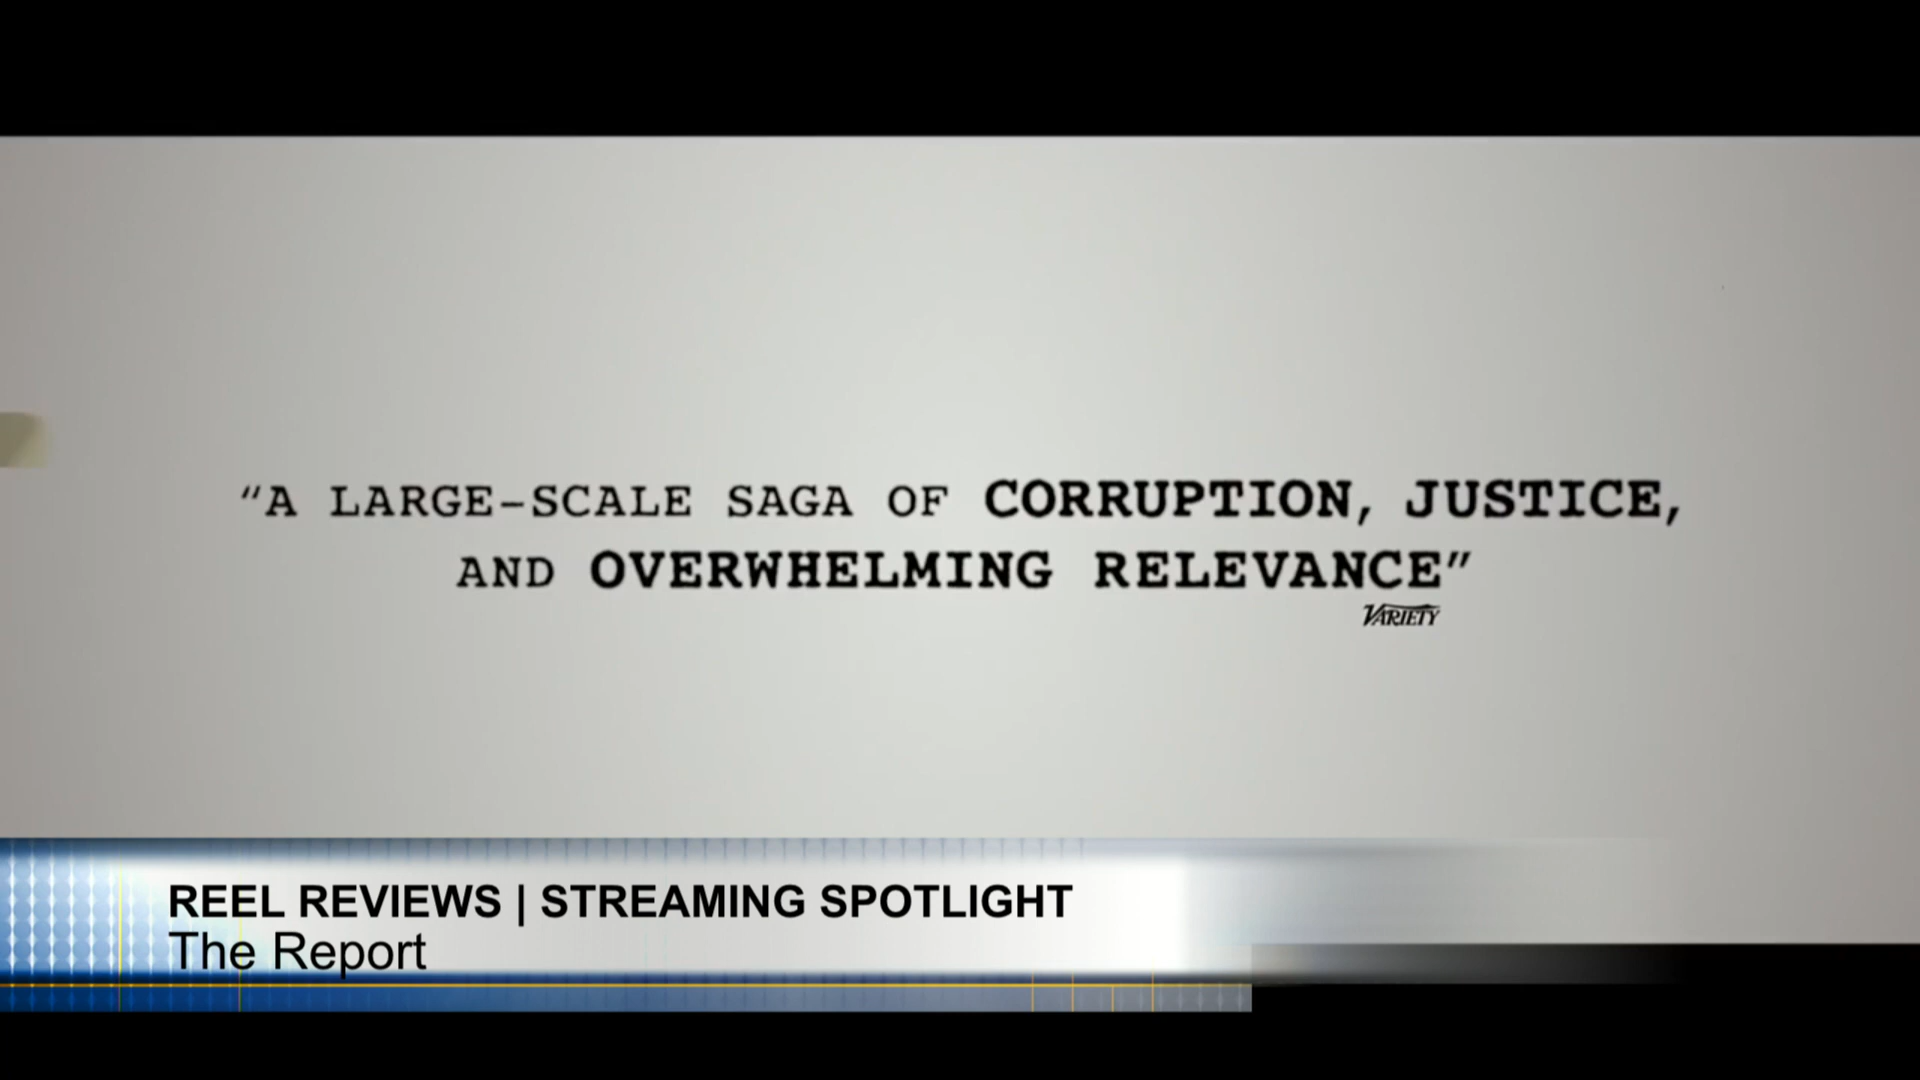 “A LARGE-SCALE SAGA OF CORRUPTION, JUSTICE,
AND OVERWHELMING RELEVANCE”
VARIETY
REEL REVIEWS | STREAMING SPOTLIGHT
The Report